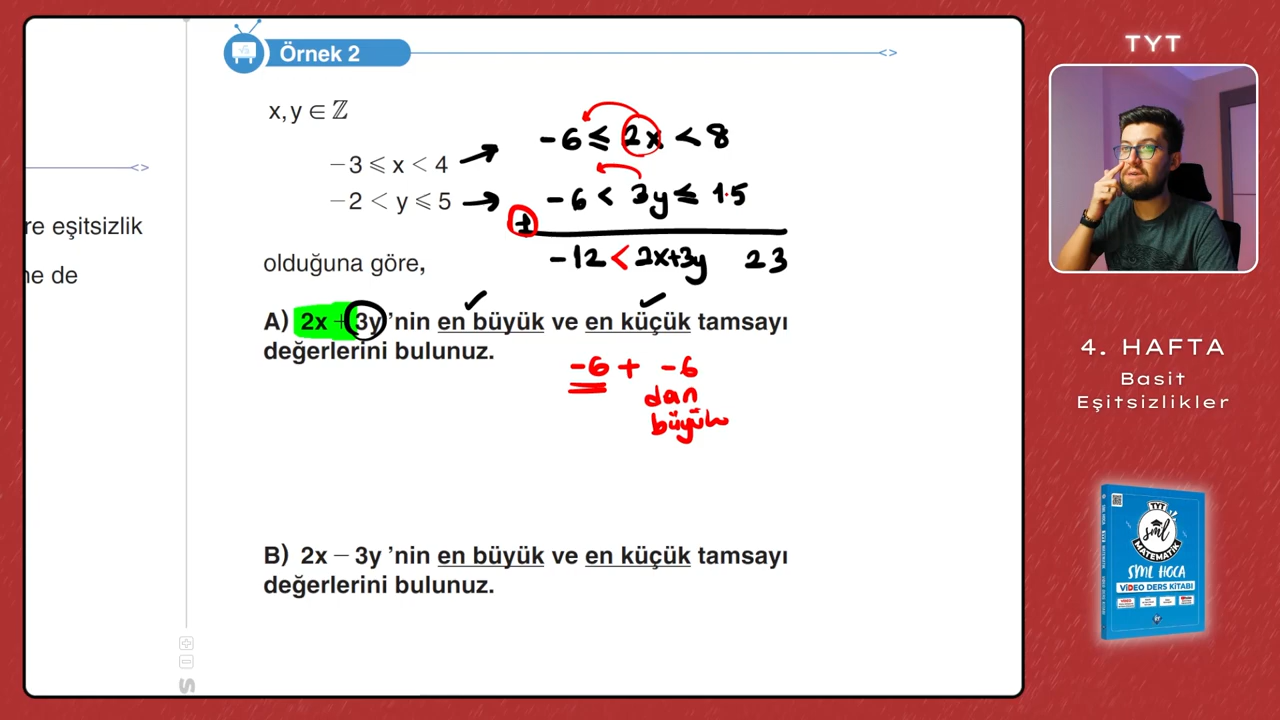 TYT
Örnek 2
x, y ∈ ℤ
-6 ≤ 2x < 8
−3 ⩽ x < 4
-6 < 3y ≤ 15
−2 < y ⩽ 5
+
re eşitsizlik
ne de
-12 < 2x+3y 23
olduğuna göre,
A) 2x + 3y 'nin en büyük ve en küçük tamsayı
değerlerini bulunuz.
-6 + -6
dan
büyük
B) 2x − 3y 'nin en büyük ve en küçük tamsayı
değerlerini bulunuz.
4. HAFTA
Basit
Eşitsizlikler
TYT
sml
MATEMATİK
SML HOCA
VİDEO DERS KİTABI